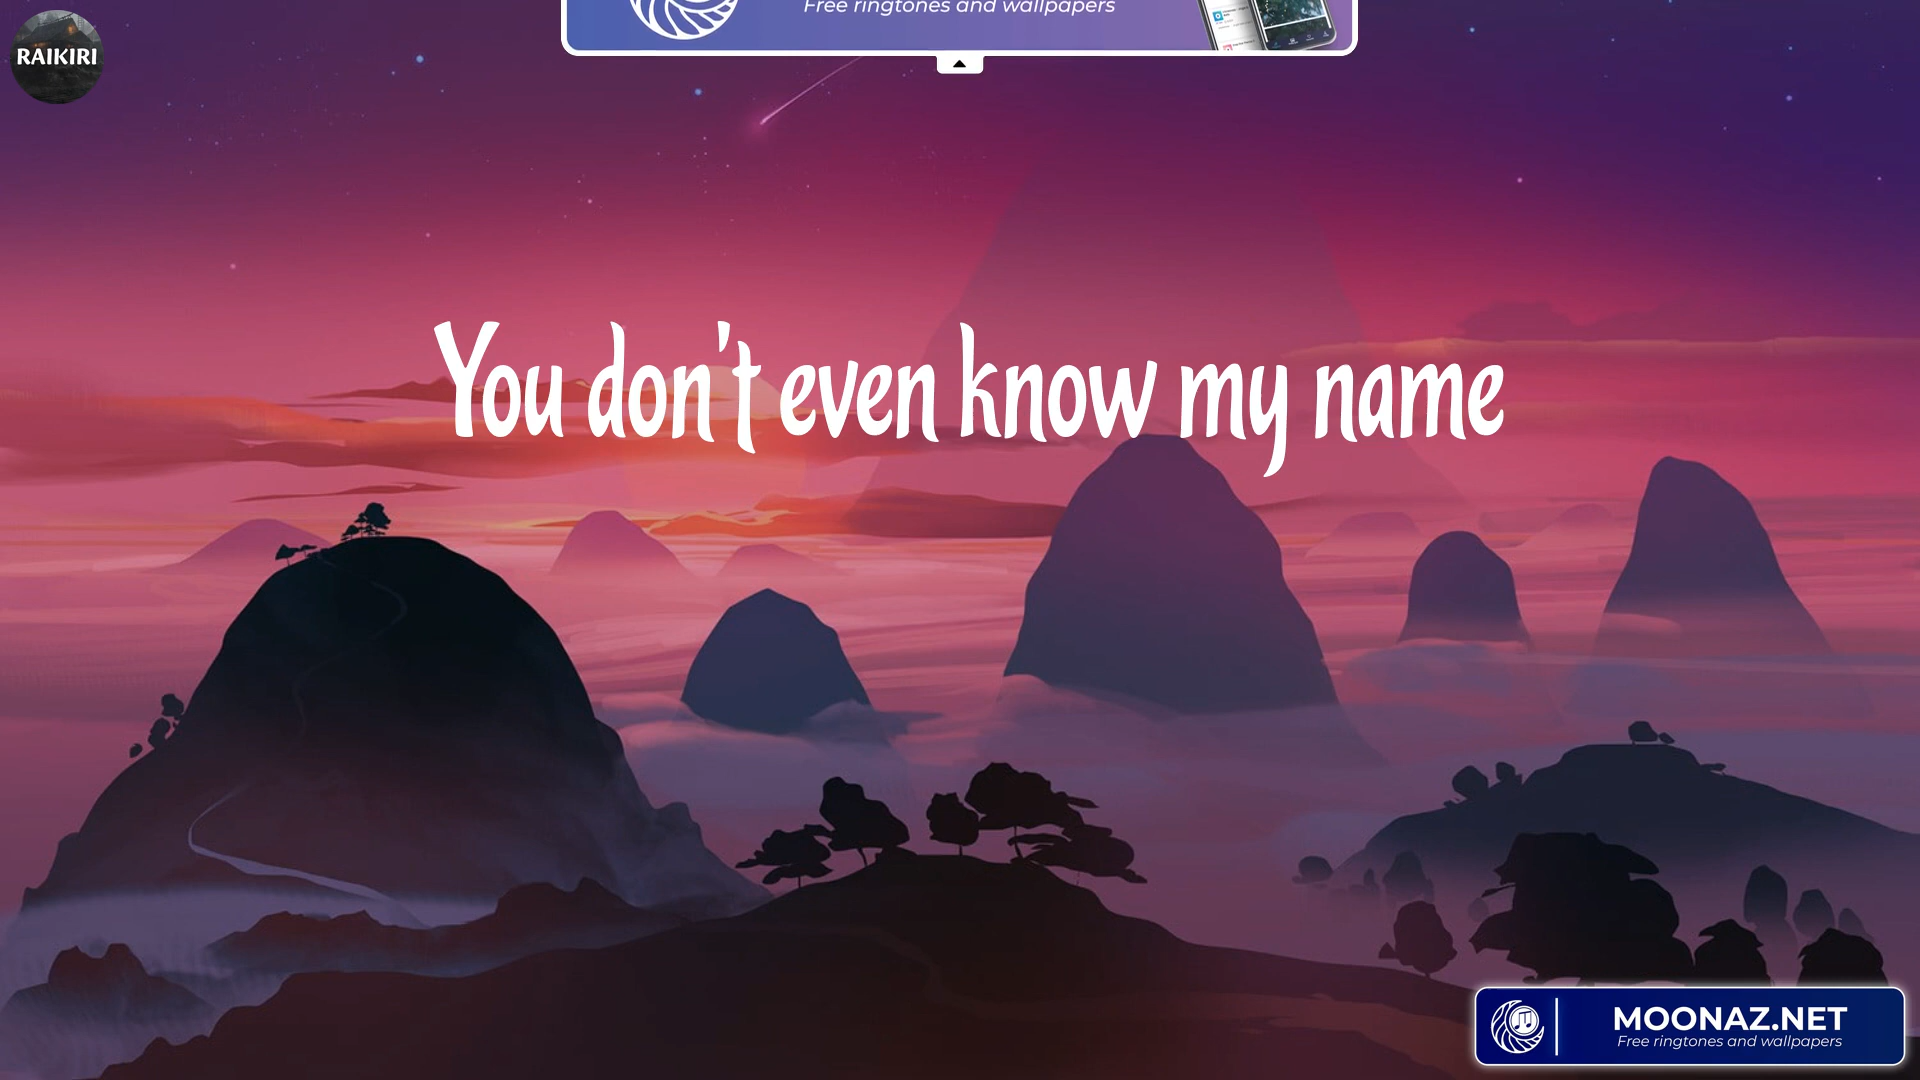 Free ringtones and wallpapers
RAIKIRI
You don't even know my name
MOONAZ.NET
Free ringtones and wallpapers